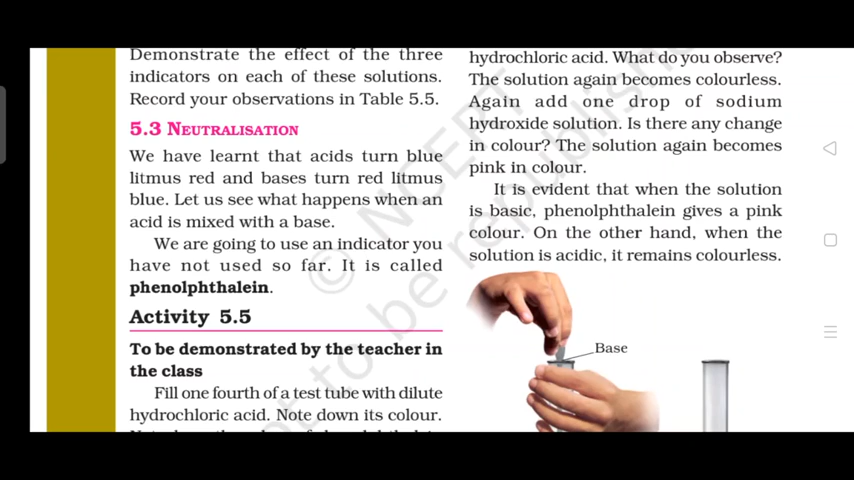 Demonstrate the effect of the three
indicators on each of these solutions.
Record your observations in Table 5.5.
5.3 NEUTRALISATION
We have learnt that acids turn blue
litmus red and bases turn red litmus
blue. Let us see what happens when an
acid is mixed with a base.
We are going to use an indicator you
have not used so far. It is called
phenolphthalein.
Activity 5.5
To be demonstrated by the teacher in
the class
Fill one fourth of a test tube with dilute
hydrochloric acid. Note down its colour.
hydrochloric acid. What do you observe?
The solution again becomes colourless.
Again add one drop of sodium
hydroxide solution. Is there any change
in colour? The solution again becomes
pink in colour.
It is evident that when the solution
is basic, phenolphthalein gives a pink
colour. On the other hand, when the
solution is acidic, it remains colourless.
Base
© NCERT
not to be republishe